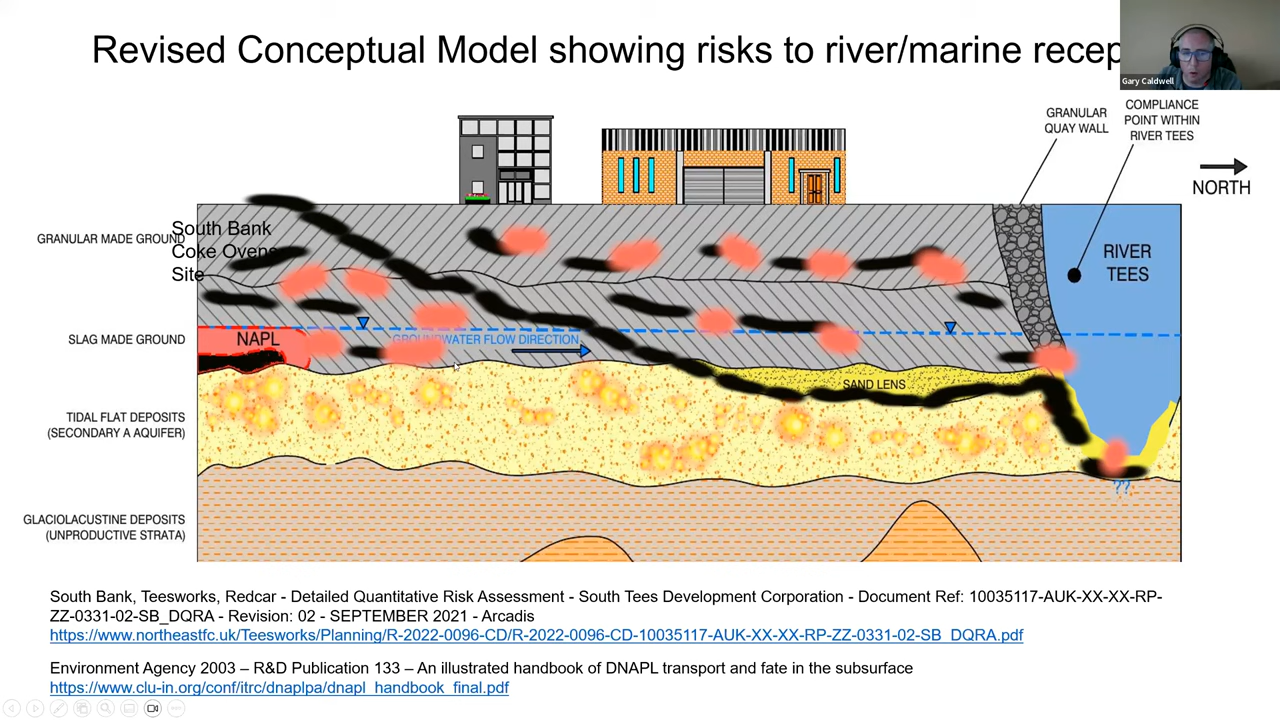 Revised Conceptual Model showing risks to river/marine
Gary Caldwell
GRANULAR
QUAY WALL
COMPLIANCE
POINT WITHIN
RIVER TEES
NORTH
South Bank
Coke Ovens
Site
GRANULAR MADE GROUND
RIVER
TEES
SLAG MADE GROUND
NAPL
GROUNDWATER FLOW DIRECTION
SAND LENS
TIDAL FLAT DEPOSITS
(SECONDARY A AQUIFER)
??
GLACIOLACUSTINE DEPOSITS
(UNPRODUCTIVE STRATA)
South Bank, Teesworks, Redcar - Detailed Quantitative Risk Assessment - South Tees Development Corporation - Document Ref: 10035117-AUK-XX-XX-RP-
ZZ-0331-02-SB_DQRA - Revision: 02 - SEPTEMBER 2021 - Arcadis
https://www.northeastfc.uk/Teesworks/Planning/R-2022-0096-CD/R-2022-0096-CD-10035117-AUK-XX-XX-RP-ZZ-0331-02-SB_DQRA.pdf
Environment Agency 2003 – R&D Publication 133 – An illustrated handbook of DNAPL transport and fate in the subsurface
https://www.clu-in.org/conf/itrc/dnaplpa/dnapl_handbook_final.pdf